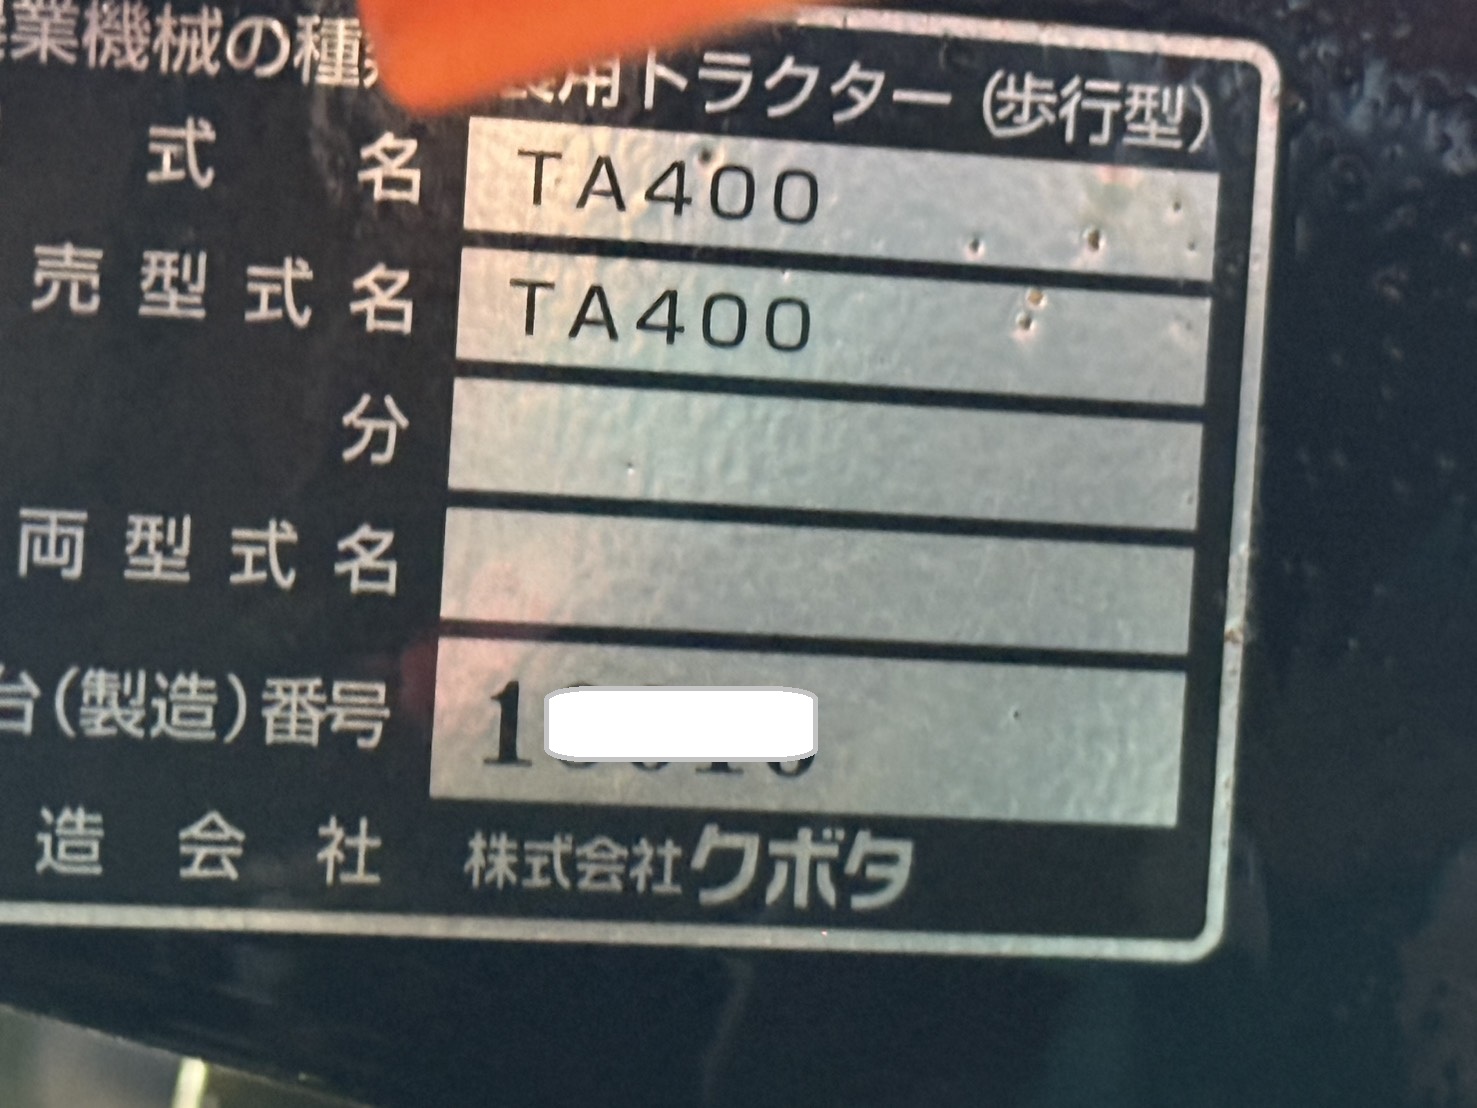 業機械の種 用トラクター(歩行型)
式名 TA400
売型式名 TA400
分
両型式名
台(製造)番号 1
造会社 株式会社クボタ